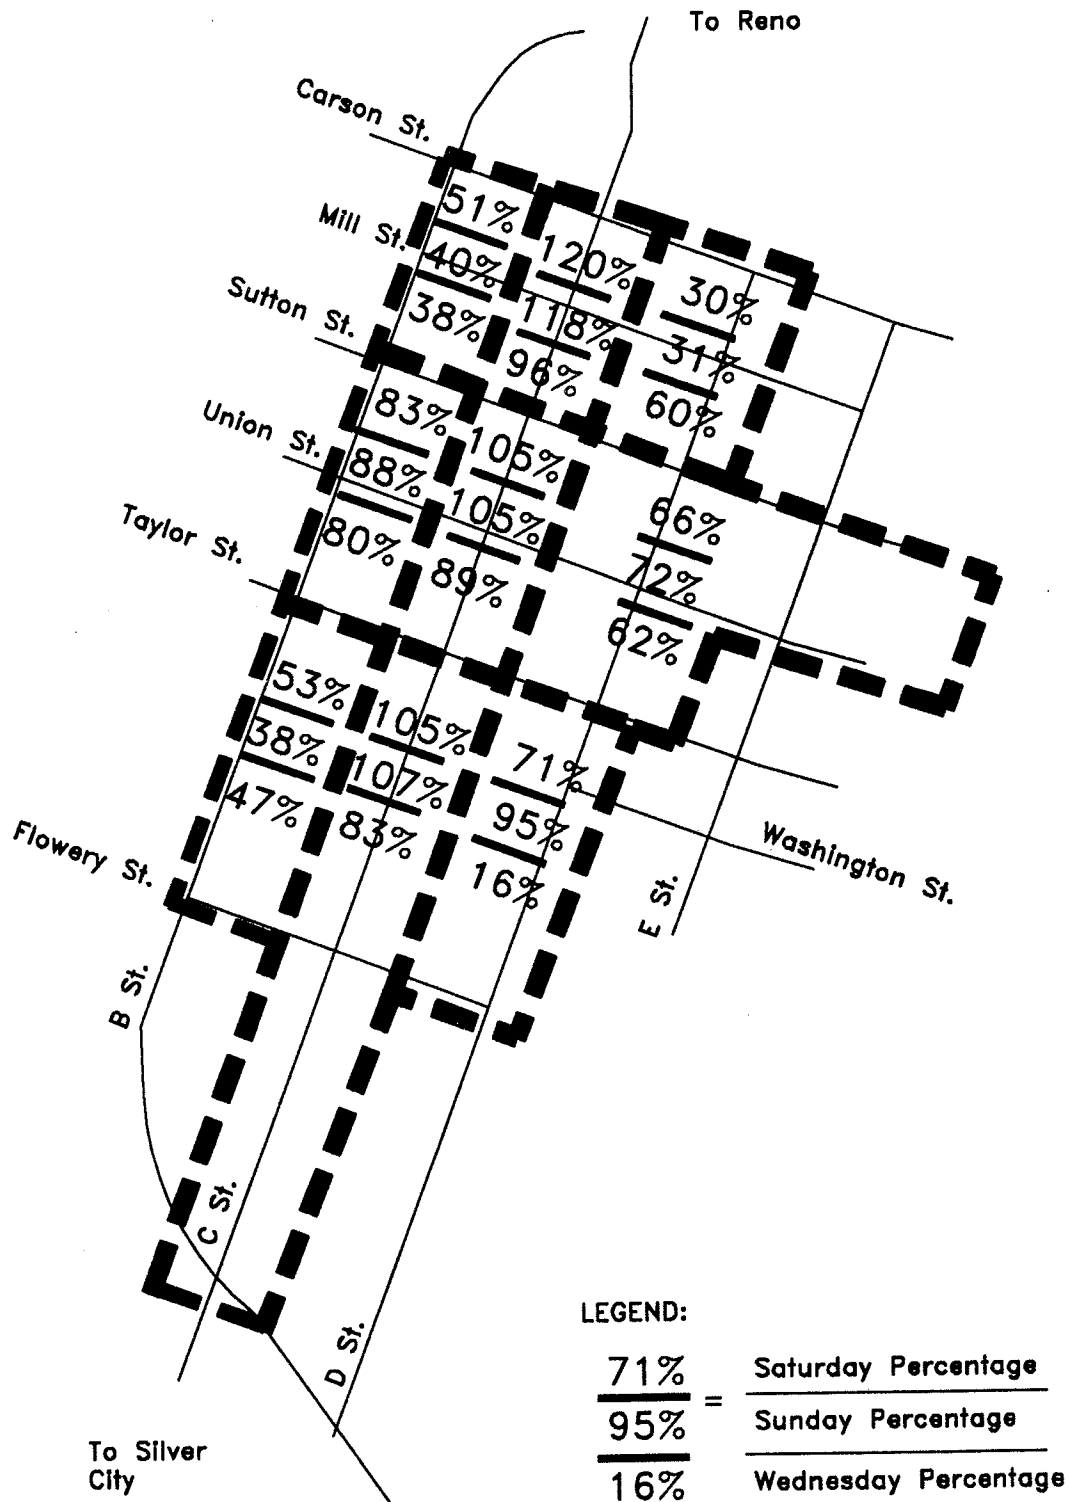 To Reno
Carson St.
Mill St.
Sutton St.
Union St.
Taylor St.
Flowery St.
51%
40%
38%
120%
118%
96%
30%
31%
60%
83%
88%
80%
105%
105%
89%
66%
72%
62%
53%
38%
47%
105%
107%
83%
71%
95%
16%
Washington St.
E St.
B St.
C St.
D St.
To Silver
City
LEGEND:
71%
95%
16%
=
Saturday Percentage
Sunday Percentage
Wednesday Percentage